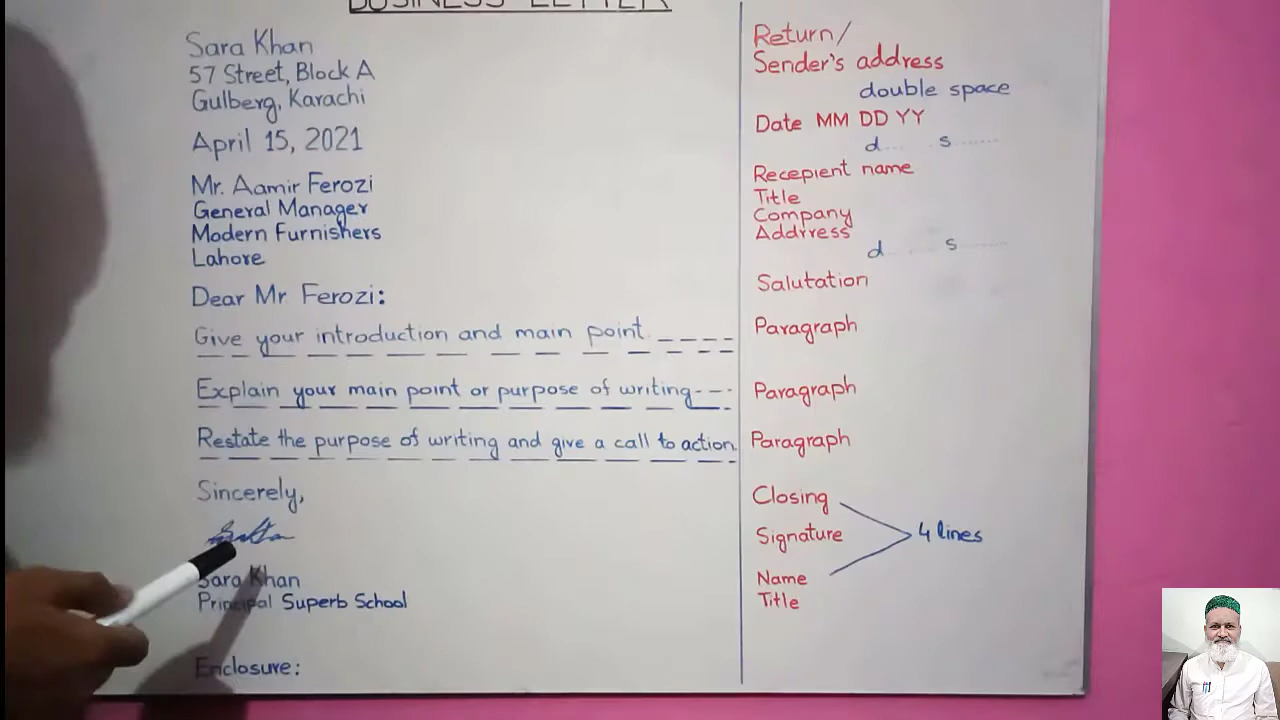 BUSINESS LETTER
Sara Khan
57 Street, Block A
Gulberg, Karachi
April 15, 2021
Mr. Aamir Ferozi
General Manager
Modern Furnishers
Lahore
Dear Mr Ferozi:
Give your introduction and main point
Explain your main point or purpose of writing
Restate the purpose of writing and give a call to action
Sincerely,
Sara Khan
Principal Superb School
Enclosure:
Return/
Sender's address
double space
Date MM DD YY
d s
Recepient name
Title
Company
Addrress
d s
Salutation
Paragraph
Paragraph
Paragraph
Closing
Signature
4 lines
Name
Title